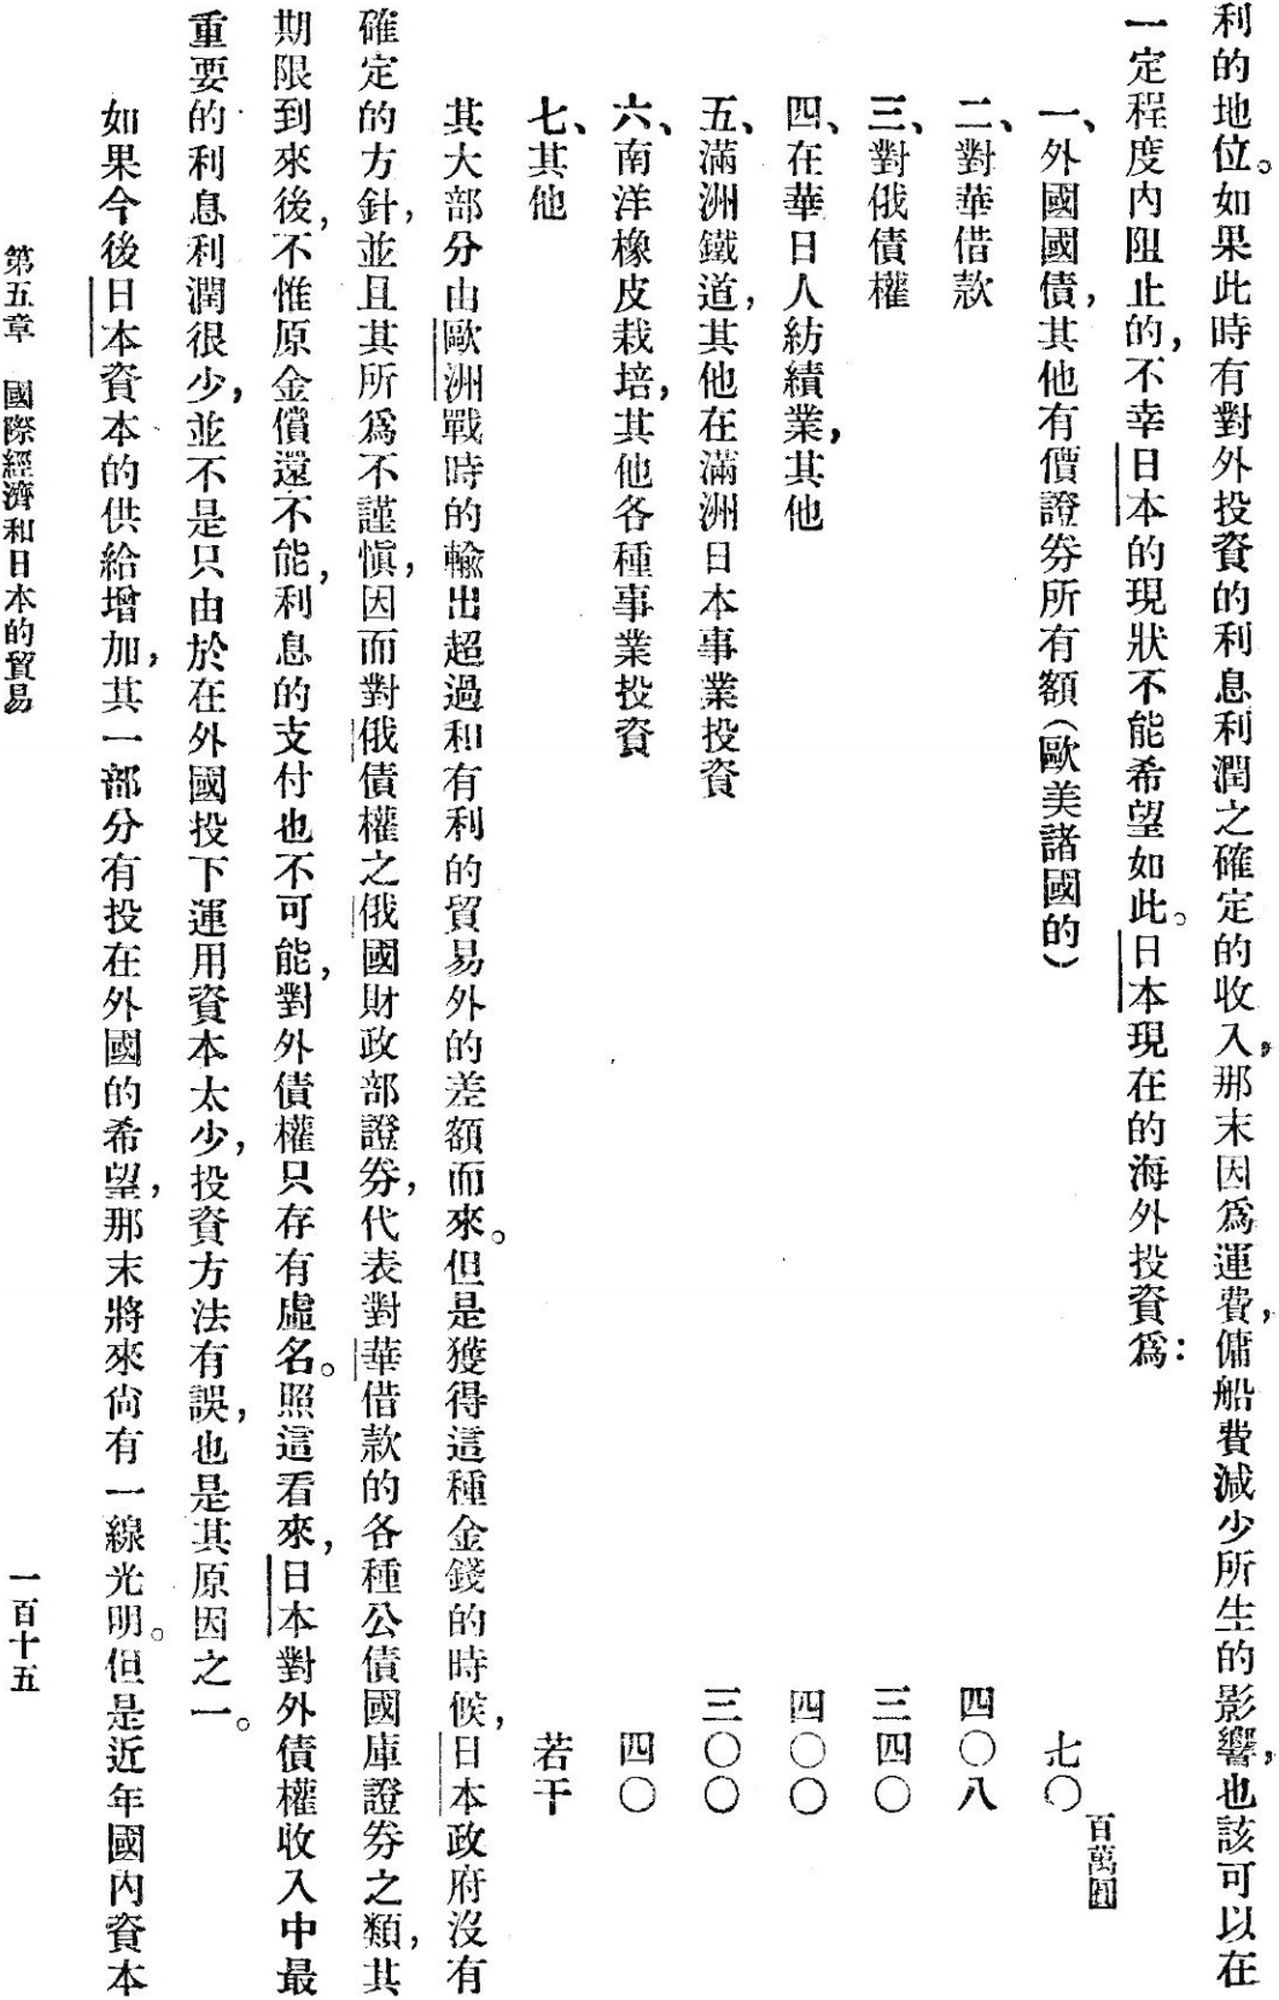 利的地位。如果此時有對外投資的利息利潤之確定的收入，那末因爲運費，傭船費減少所生的影響，也該可以在
一定程度內阻止的，不幸日本的現狀不能希望如此。日本現在的海外投資爲：
百萬圓
一、外國國債，其他有價證券所有額（歐美諸國的） 七〇
二、對華借款 四〇八
三、對俄債權 三四〇
四、在華日人紡績業，其他 四〇〇
五、滿洲鐵道，其他在滿洲日本事業投資 三〇〇
六、南洋橡皮栽培，其他各種事業投資 四〇
七、其他 若干
其大部分由歐洲戰時的輸出超過和有利的貿易外的差額而來。但是獲得這種金錢的時候，日本政府沒有
確定的方針，並且其所爲不謹愼，因而對俄債權之俄國財政部證券，代表對華借款的各種公債國庫證券之類，其
期限到來後，不惟原金償還不能，利息的支付也不可能，對外債權只存有虛名。照這看來，日本對外債權收入中最
重要的利息利潤很少，並不是只由於在外國投下運用資本太少，投資方法有誤，也是其原因之一。
如果今後日本資本的供給增加，其一部分有投在外國的希望，那末將來尙有一線光明。但是近年國內資本
第五章 國際經濟和日本的貿易 一百十五